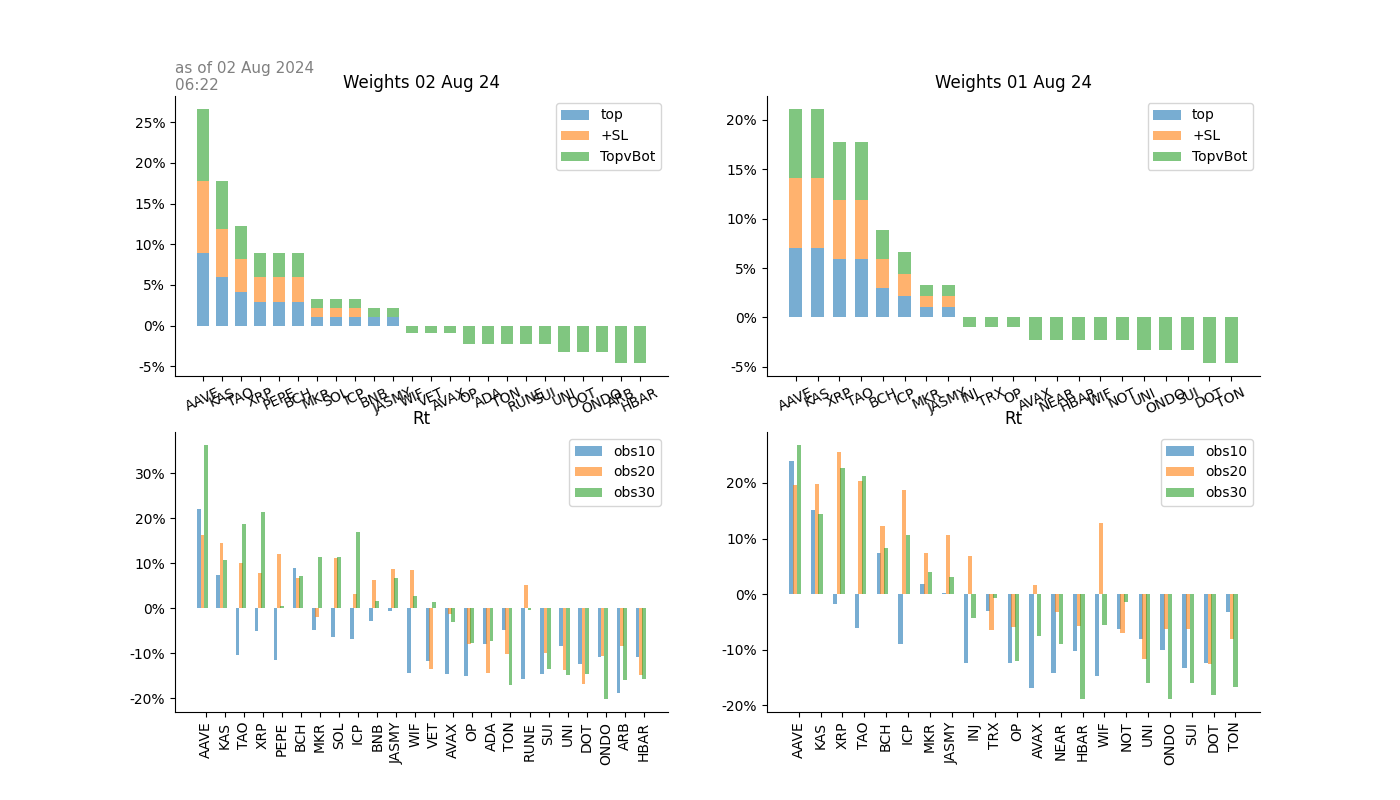 as of 02 Aug 2024
06:22
Weights 02 Aug 24
25%
20%
15%
10%
5%
0%
-5%
top
+SL
TopvBot
AAVE KAS TAO XRP PEPE BCH MKR SOL ICP BNB JASMY WIF VET AVAX OP ADA TON RUNE SUI UNI DOT ONDO ARB HBAR
Weights 01 Aug 24
20%
15%
10%
5%
0%
-5%
top
+SL
TopvBot
AAVE KAS XRP TAO BCH ICP MKR JASMY INJ TRX OP AVAX NEAR HBAR WIF NOT UNI ONDO SUI DOT TON
Rt
30%
20%
10%
0%
-10%
-20%
obs10
obs20
obs30
AAVE KAS TAO XRP PEPE BCH MKR SOL ICP BNB JASMY WIF VET AVAX OP ADA TON RUNE SUI UNI DOT ONDO ARB HBAR
Rt
20%
10%
0%
-10%
-20%
obs10
obs20
obs30
AAVE KAS XRP TAO BCH ICP MKR JASMY INJ TRX OP AVAX NEAR HBAR WIF NOT UNI ONDO SUI DOT TON